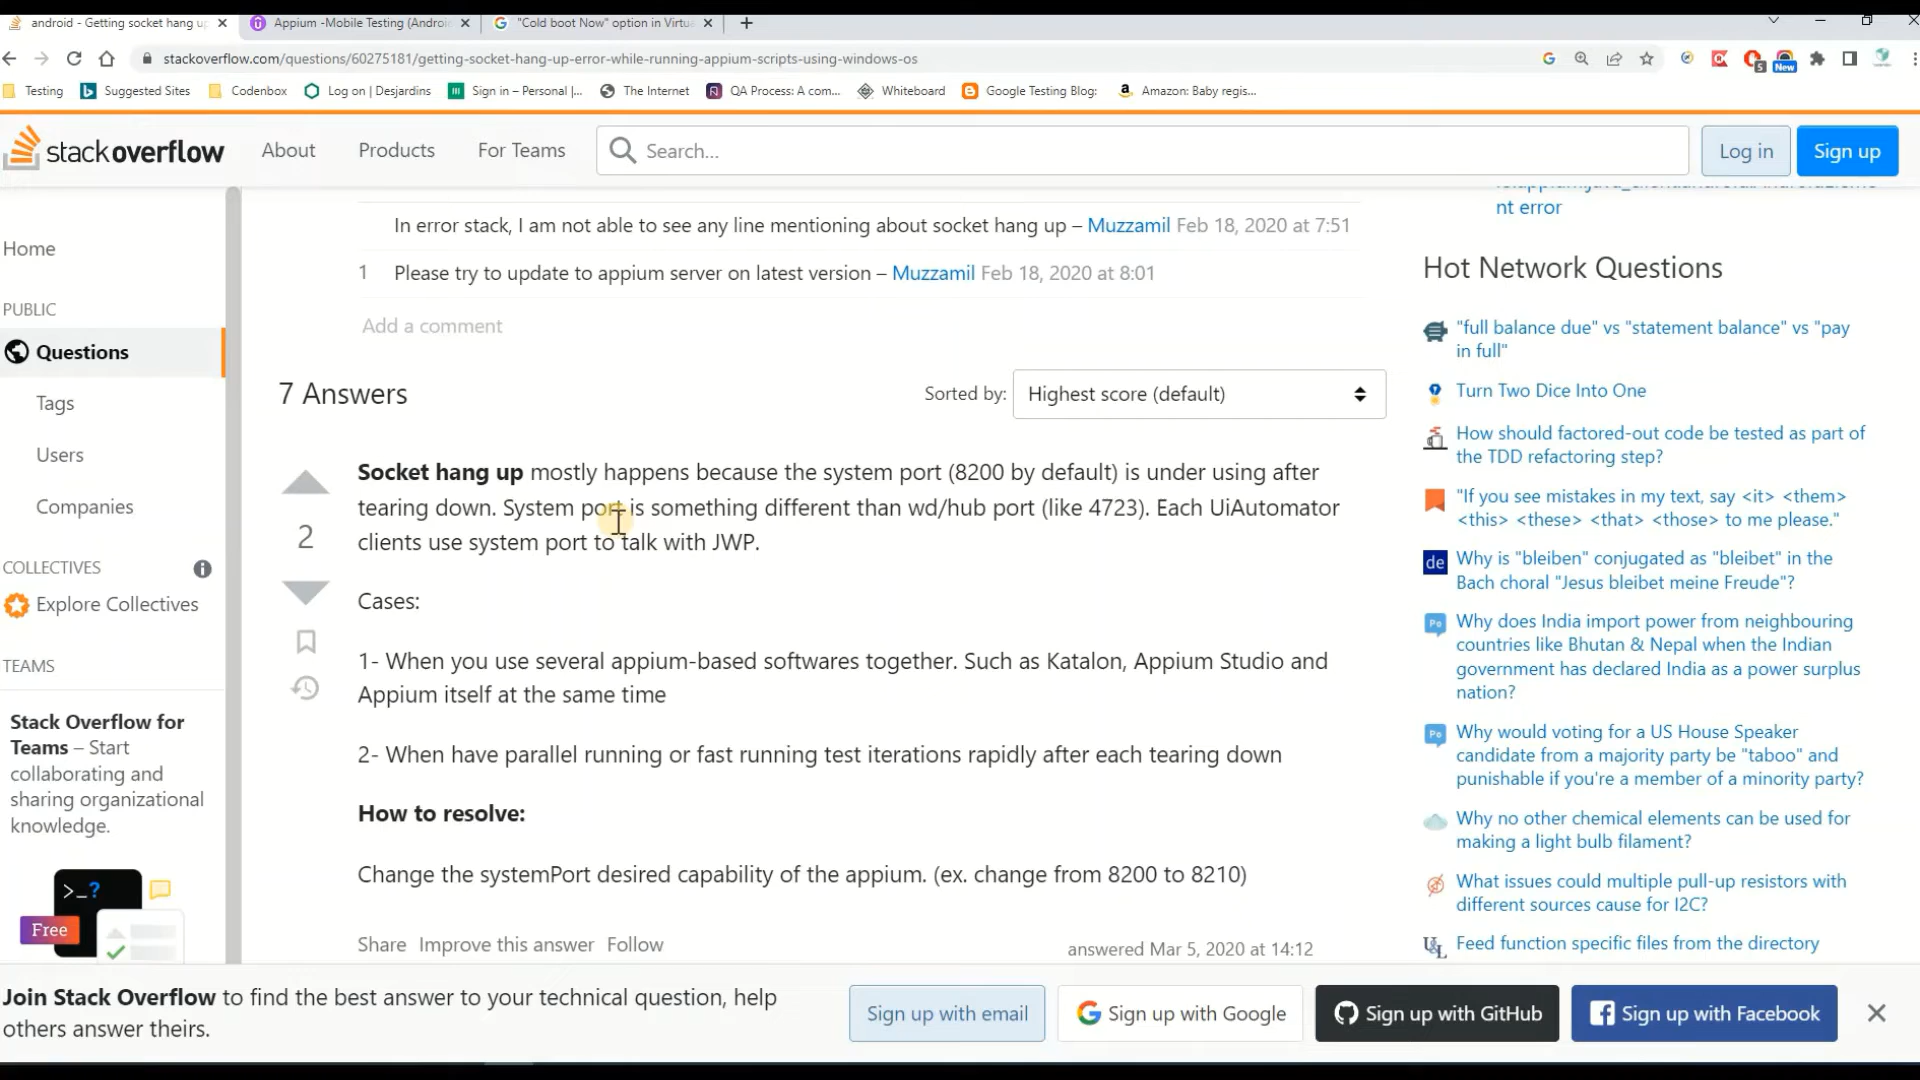 android - Getting socket hang up
Appium -Mobile Testing (Android
"Cold boot Now" option in Virtu
stackoverflow.com/questions/60275181/getting-socket-hang-up-error-while-running-appium-scripts-using-windows-os
5
New
Testing
Suggested Sites
Codenbox
Log on | Desjardins
Sign in – Personal |...
The Internet
QA Process: A com...
Whiteboard
Google Testing Blog:
Amazon: Baby regis...
stackoverflow
About
Products
For Teams
Search...
Log in
Sign up
Home
PUBLIC
Questions
Tags
Users
Companies
COLLECTIVES
Explore Collectives
TEAMS
Stack Overflow for
Teams – Start
collaborating and
sharing organizational
knowledge.
>_?
Free
In error stack, I am not able to see any line mentioning about socket hang up – Muzzamil Feb 18, 2020 at 7:51
1 Please try to update to appium server on latest version – Muzzamil Feb 18, 2020 at 8:01
Add a comment
7 Answers
Sorted by:
Highest score (default)
2
Socket hang up mostly happens because the system port (8200 by default) is under using after
tearing down. System port is something different than wd/hub port (like 4723). Each UiAutomator
clients use system port to talk with JWP.
Cases:
1- When you use several appium-based softwares together. Such as Katalon, Appium Studio and
Appium itself at the same time
2- When have parallel running or fast running test iterations rapidly after each tearing down
How to resolve:
Change the systemPort desired capability of the appium. (ex. change from 8200 to 8210)
Share Improve this answer Follow
answered Mar 5, 2020 at 14:12
nt error
Hot Network Questions
"full balance due" vs "statement balance" vs "pay
in full"
Turn Two Dice Into One
How should factored-out code be tested as part of
the TDD refactoring step?
"If you see mistakes in my text, say <it> <them>
<this> <these> <that> <those> to me please."
de
Why is "bleiben" conjugated as "bleibet" in the
Bach choral "Jesus bleibet meine Freude"?
Po
Why does India import power from neighbouring
countries like Bhutan & Nepal when the Indian
government has declared India as a power surplus
nation?
Po
Why would voting for a US House Speaker
candidate from a majority party be "taboo" and
punishable if you're a member of a minority party?
Why no other chemical elements can be used for
making a light bulb filament?
What issues could multiple pull-up resistors with
different sources cause for I2C?
U&L
Feed function specific files from the directory
Join Stack Overflow to find the best answer to your technical question, help
others answer theirs.
Sign up with email
Sign up with Google
Sign up with GitHub
Sign up with Facebook